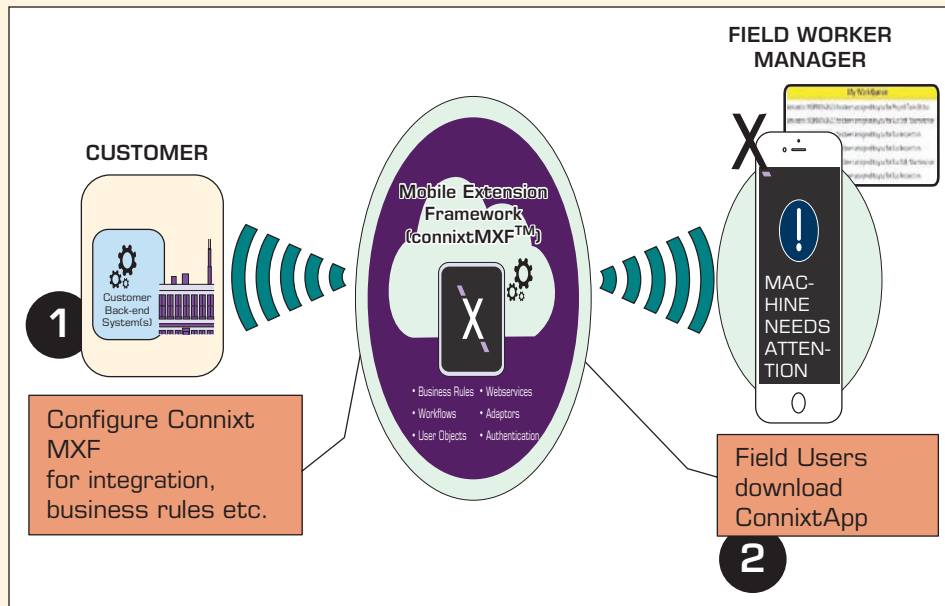 FIELD WORKER
MANAGER
My WorkQueue
CUSTOMER
Customer
Back-end
System(s)
1
Mobile Extension
Framework
(connixtMXF™)
X
• Business Rules
• Workflows
• User Objects
• Webservices
• Adaptors
• Authentication
X
!
MAC-
HINE
NEEDS
ATTEN-
TION
Configure Connixt
MXF
for integration,
business rules etc.
Field Users
download
ConnixtApp
2